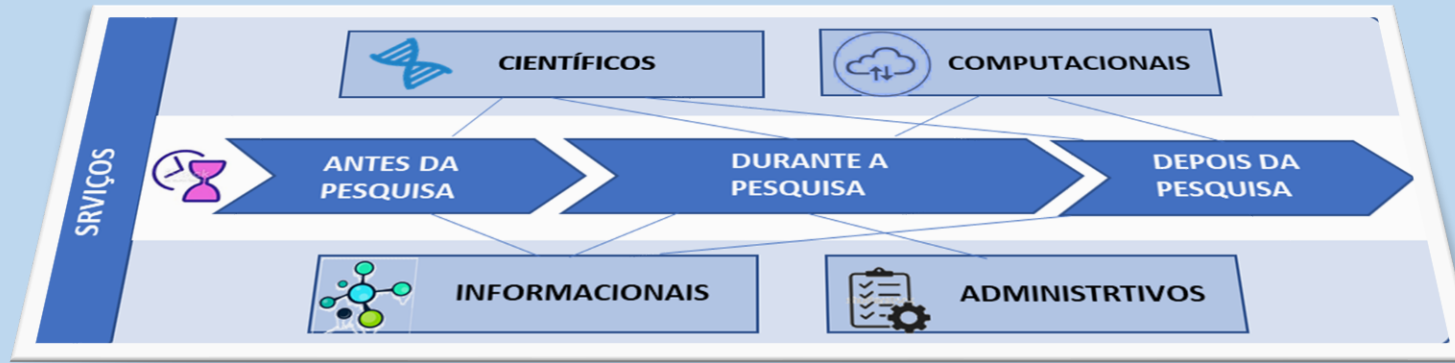 SRVIÇOS
CIENTÍFICOS
COMPUTACIONAIS
ANTES DA
PESQUISA
DURANTE A
PESQUISA
DEPOIS DA
PESQUISA
INFORMACIONAIS
ADMINISTRTIVOS